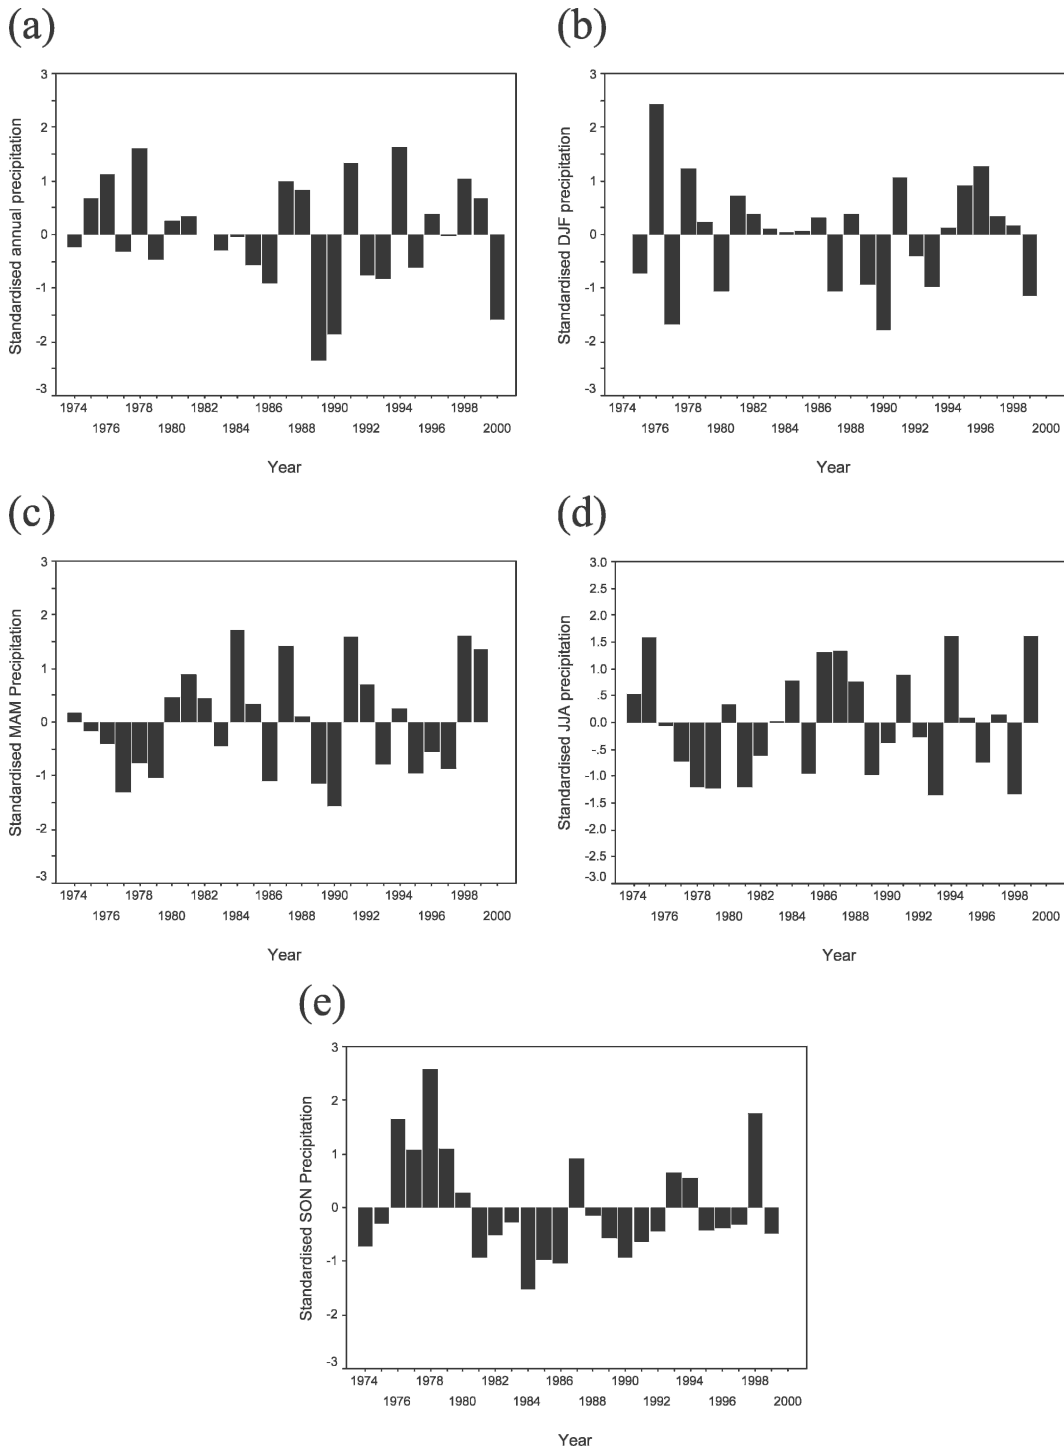 (a)
Standardised annual precipitation
3
2
1
0
-1
-2
-3
1974 1978 1982 1986 1990 1994 1998
1976 1980 1984 1988 1992 1996 2000
Year
(b)
Standardised DJF precipitation
3
2
1
0
-1
-2
-3
1974 1978 1982 1986 1990 1994 1998
1976 1980 1984 1988 1992 1996 2000
Year
(c)
Standardised MAM Precipitation
3
2
1
0
-1
-2
-3
1974 1978 1982 1986 1990 1994 1998
1976 1980 1984 1988 1992 1996 2000
Year
(d)
Standardised JJA precipitation
3.0
2.5
2.0
1.5
1.0
.5
0.0
-.5
-1.0
-1.5
-2.0
-2.5
-3.0
1974 1978 1982 1986 1990 1994 1998
1976 1980 1984 1988 1992 1996 2000
Year
(e)
Standardised SON Precipitation
3
2
1
0
-1
-2
-3
1974 1978 1982 1986 1990 1994 1998
1976 1980 1984 1988 1992 1996 2000
Year